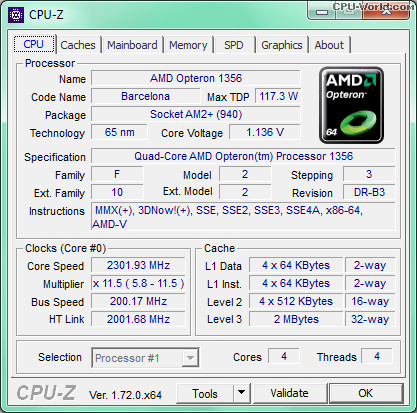 CPU-World.com
CPU-Z
CPU Caches Mainboard Memory SPD Graphics About
Processor
Name AMD Opteron 1356
Code Name Barcelona Max TDP 117.3 W
Package Socket AM2+ (940)
Technology 65 nm Core Voltage 1.136 V
AMD
Opteron
64
Specification Quad-Core AMD Opteron(tm) Processor 1356
Family F Model 2 Stepping 3
Ext. Family 10 Ext. Model 2 Revision DR-B3
Instructions MMX(+), 3DNow!(+), SSE, SSE2, SSE3, SSE4A, x86-64,
AMD-V
Clocks (Core #0)
Core Speed 2301.93 MHz
Multiplier x 11.5 ( 5.8 - 11.5 )
Bus Speed 200.17 MHz
HT Link 2001.68 MHz
Cache
L1 Data 4 x 64 KBytes 2-way
L1 Inst. 4 x 64 KBytes 2-way
Level 2 4 x 512 KBytes 16-way
Level 3 2 MBytes 32-way
Selection Processor #1 Cores 4 Threads 4
CPU-Z Ver. 1.72.0.x64 Tools Validate OK